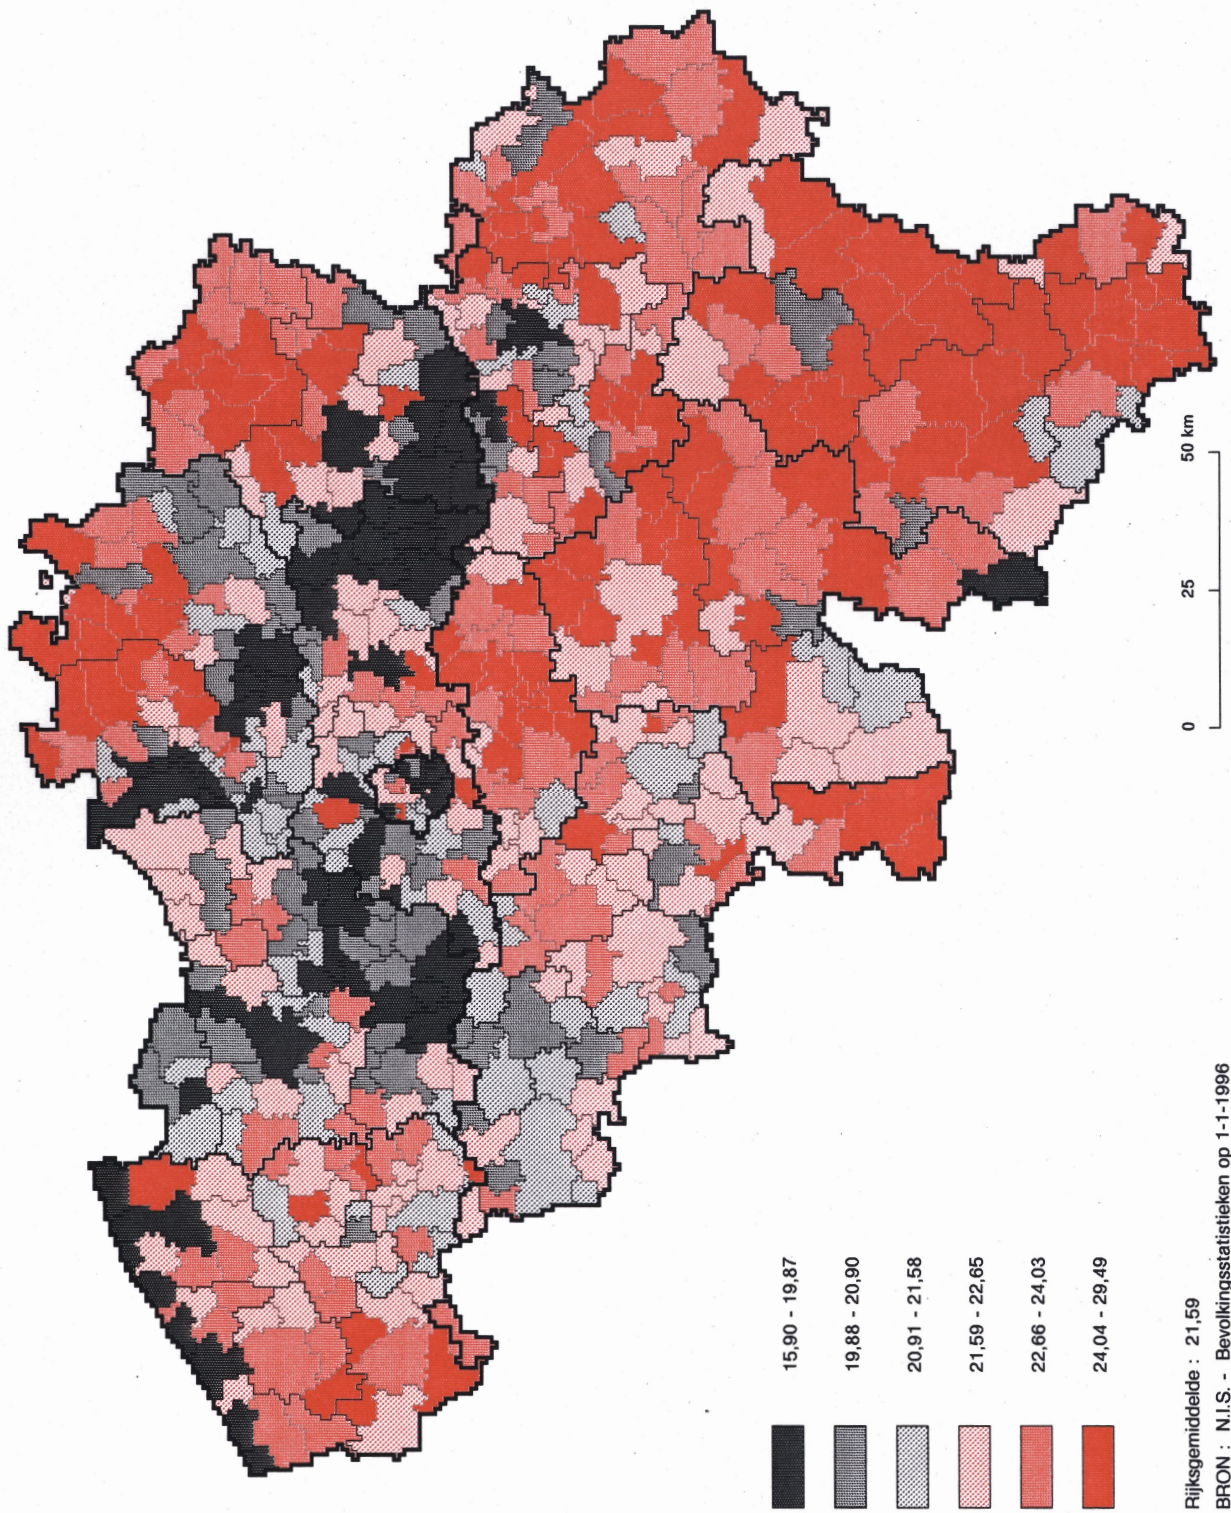 0 25 50 km
15,90 - 19,87
19,88 - 20,90
20,91 - 21,58
21,59 - 22,65
22,66 - 24,03
24,04 - 29,49
Rijksgemiddelde : 21,59
BRON : N.I.S. - Bevolkingsstatistieken op 1-1-1996